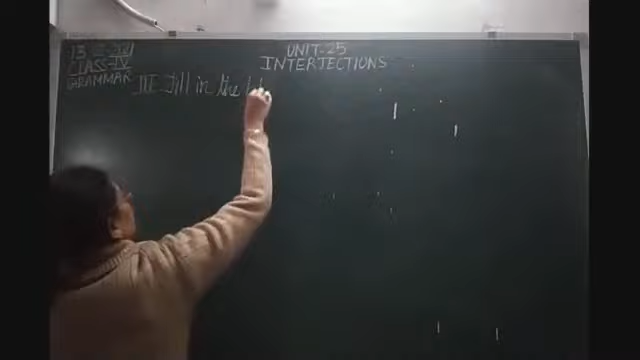 UNIT-25
INTERJECTIONS
CLASS-IV
GRAMMAR
III Fill in the